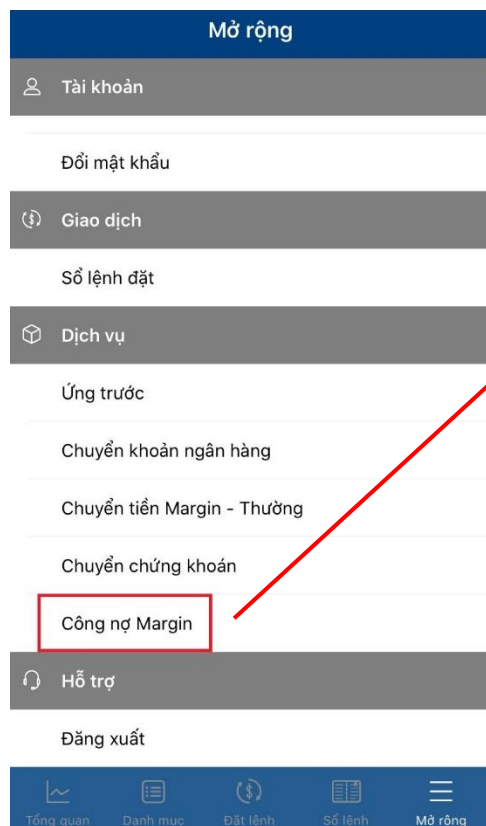 Mở rộng
Tài khoản
Đổi mật khẩu
Giao dịch
Sổ lệnh đặt
Dịch vụ
Ứng trước
Chuyển khoản ngân hàng
Chuyển tiền Margin - Thường
Chuyển chứng khoán
Công nợ Margin
Hỗ trợ
Đăng xuất
Tổng quan Danh mục Đặt lệnh Sổ lệnh Mở rộng